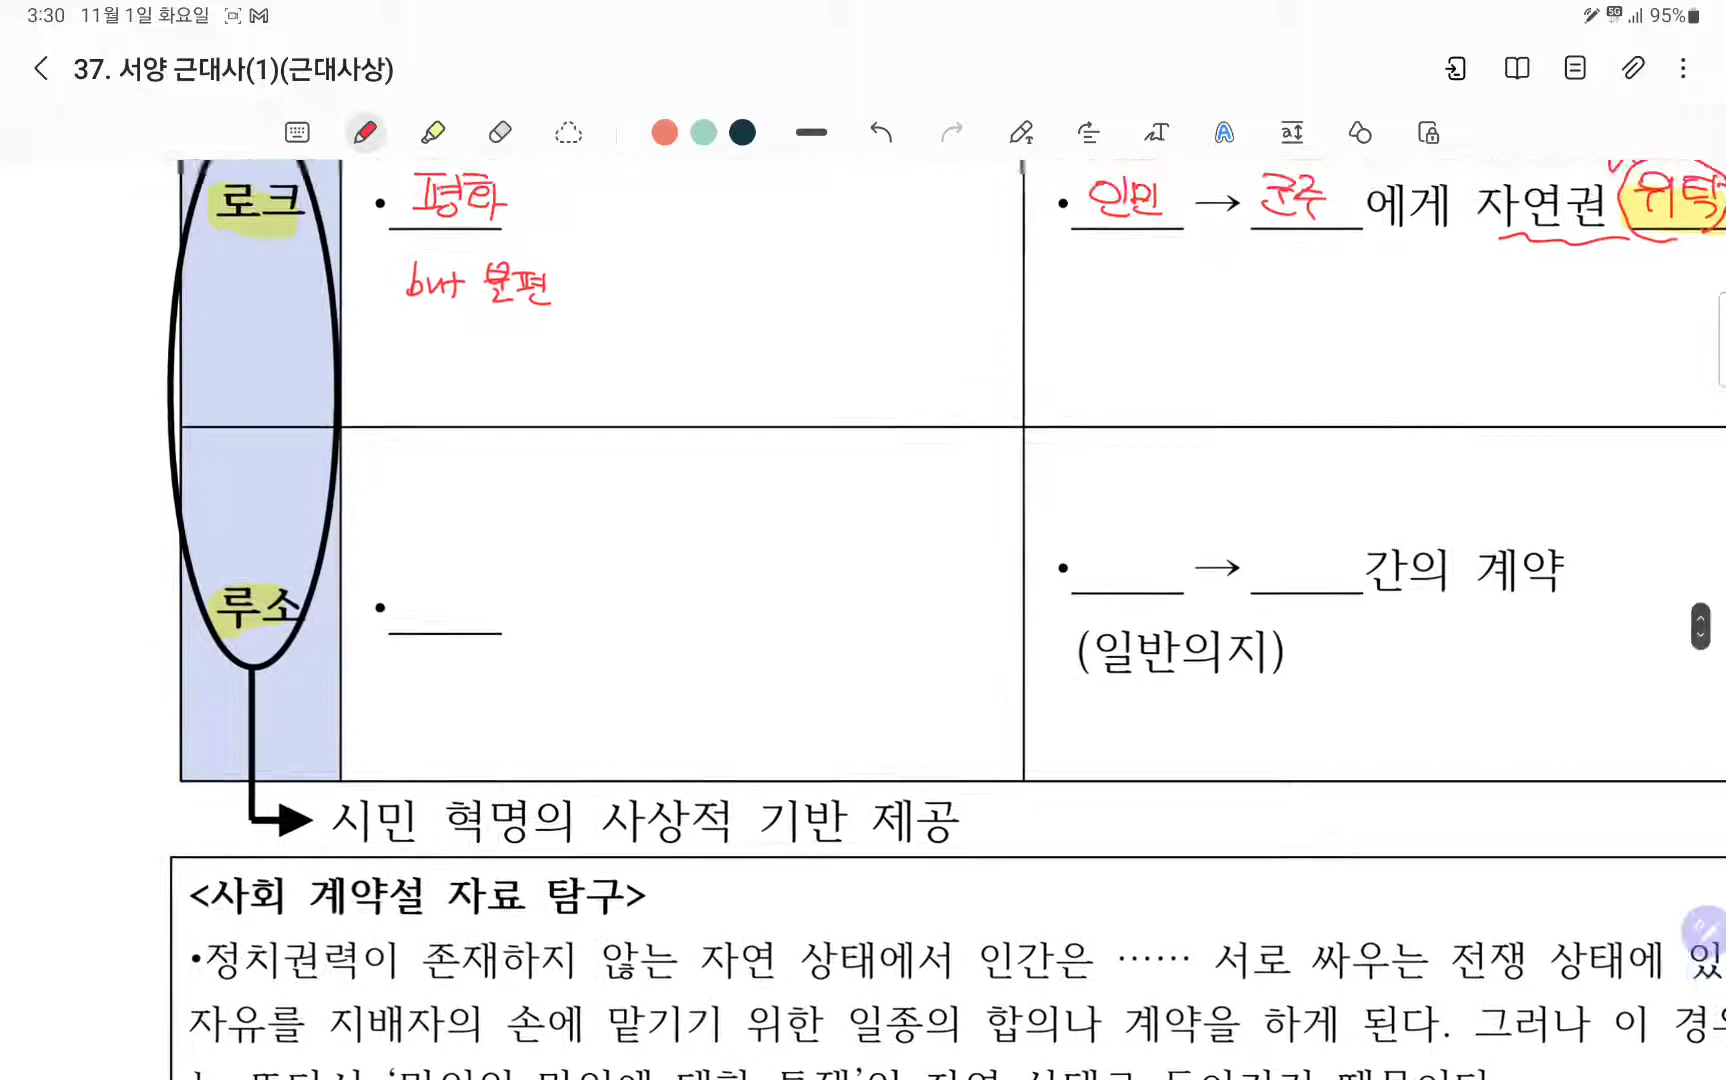 3:30 11월 1일 화요일 95%
37. 서양 근대사(1)(근대사상)
로크 • 평화 • 인민 → 군주에게 자연권 위탁
but 불편
루소 • • → 간의 계약
(일반의지)
시민 혁명의 사상적 기반 제공
<사회 계약설 자료 탐구>
•정치권력이 존재하지 않는 자연 상태에서 인간은 …… 서로 싸우는 전쟁 상태에 있
자유를 지배자의 손에 맡기기 위한 일종의 합의나 계약을 하게 된다. 그러나 이